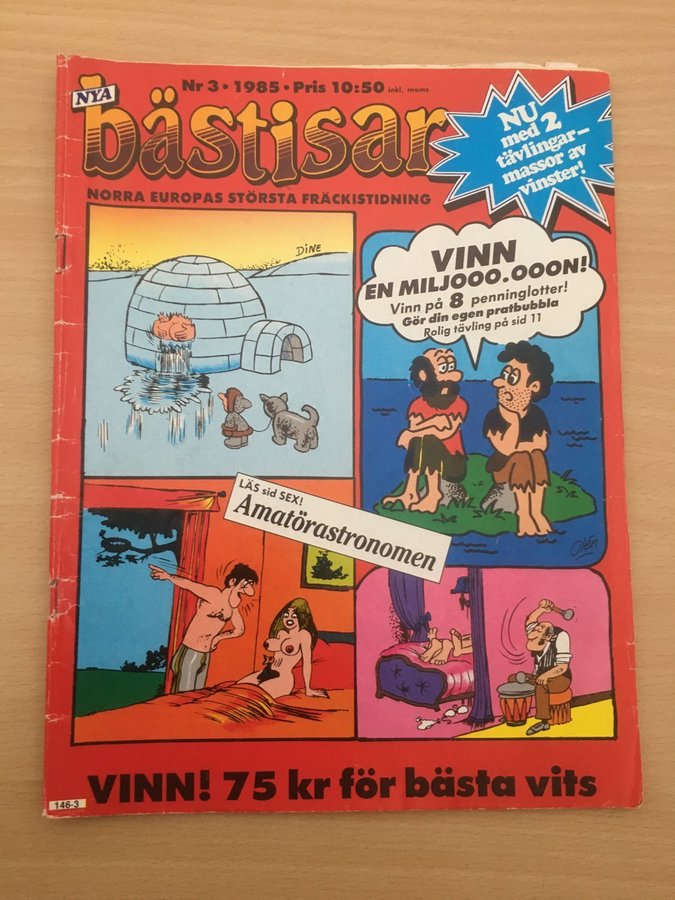 Nr 3 • 1985 • Pris 10:50 inkl. moms
NYA
bästisar
NORRA EUROPAS STÖRSTA FRÄCKISTIDNING
NU
med 2
tävlingar–
massor av
vinster!
DiNE
VINN
EN MILJOOO.OOON!
Vinn på 8 penninglotter!
Gör din egen pratbubbla
Rolig tävling på sid 11
Olén
LÄS sid SEX!
Amatörastronomen
VINN! 75 kr för bästa vits
146-3